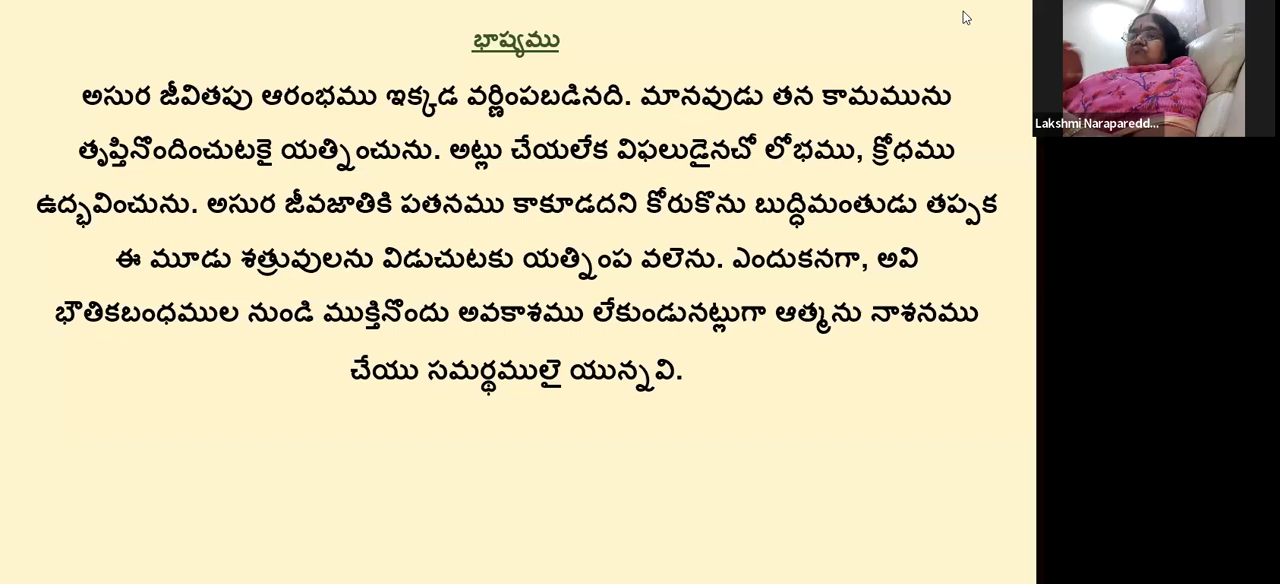 భాష్యము
అసుర జీవితపు ఆరంభము ఇక్కడ వర్ణింపబడినది. మానవుడు తన కామమును
తృప్తినొందించుటకై యత్నించును. అట్లు చేయలేక విఫలుడైనచో లోభము, క్రోధము
ఉద్భవించును. అసుర జీవజాతికి పతనము కాకూడదని కోరుకొను బుద్ధిమంతుడు తప్పక
ఈ మూడు శత్రువులను విడుచుటకు యత్నింప వలెను. ఎందుకనగా, అవి
భౌతికబంధముల నుండి ముక్తినొందు అవకాశము లేకుండునట్లుగా ఆత్మను నాశనము
చేయు సమర్థములై యున్నవి.
Lakshmi Naraparedd...